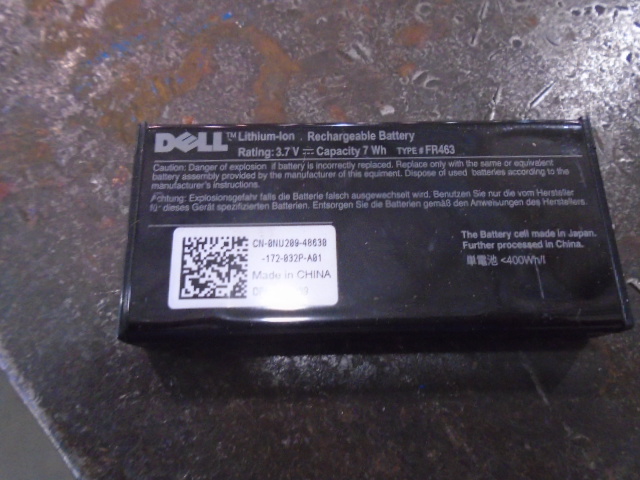 DELL™ Lithium-Ion . Rechargeable Battery
Rating: 3.7 V ⎓ Capacity 7 Wh TYPE # FR463
Caution: Danger of explosion if battery is incorrectly replaced. Replace only with the same or equivalent
battery assembly provided by the manufacturer of this equiment. Dispose of used batteries according to the
manufacturer's instructions.
Achtung: Explosionsgefahr falls die Batterie falsch ausgewechselt wird. Benutzen Sie nur die vom Hersteller
für dieses Gerät spezifizierten Batterien. Entsorgen Sie die Batterien gemäß den Anweisungen des Herstellers.
The Battery cell made in Japan.
Further processed in China.
単電池 <400Wh/l
CN-0NU209-48630
-172-032P-A01
Made in CHINA